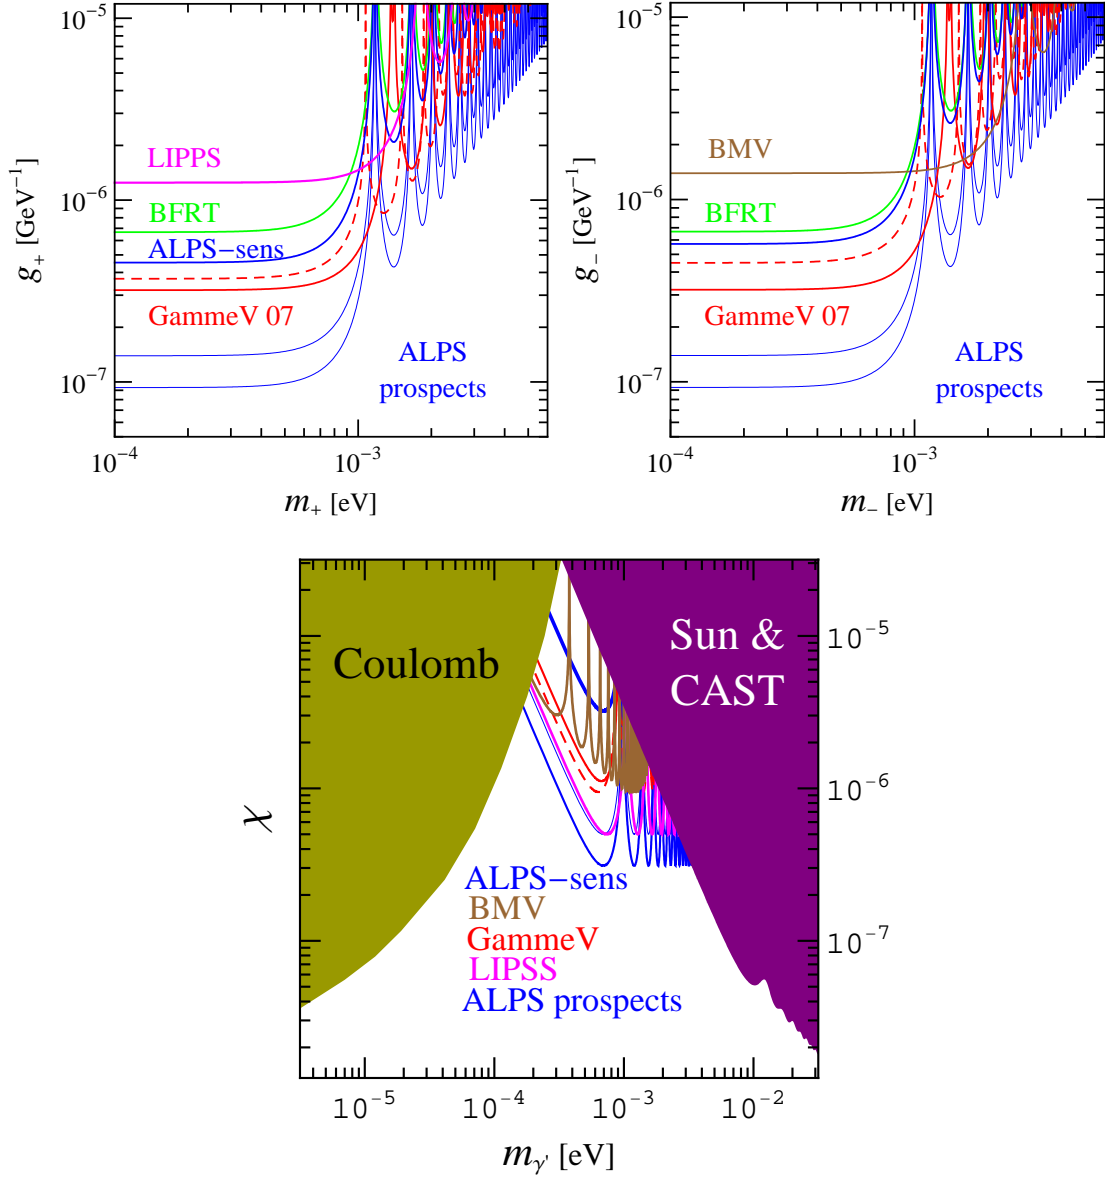 10⁻⁵
10⁻⁶
10⁻⁷
g₊ [GeV⁻¹]
LIPPS
BFRT
ALPS−sens
GammeV 07
ALPS
prospects
10⁻⁴
10⁻³
m₊ [eV]
10⁻⁵
10⁻⁶
10⁻⁷
g₋ [GeV⁻¹]
BMV
BFRT
GammeV 07
ALPS
prospects
10⁻⁴
10⁻³
m₋ [eV]
Coulomb
Sun &
CAST
χ
10⁻⁵
10⁻⁶
10⁻⁷
ALPS−sens
BMV
GammeV
LIPSS
ALPS prospects
10⁻⁵
10⁻⁴
10⁻³
10⁻²
mγ' [eV]